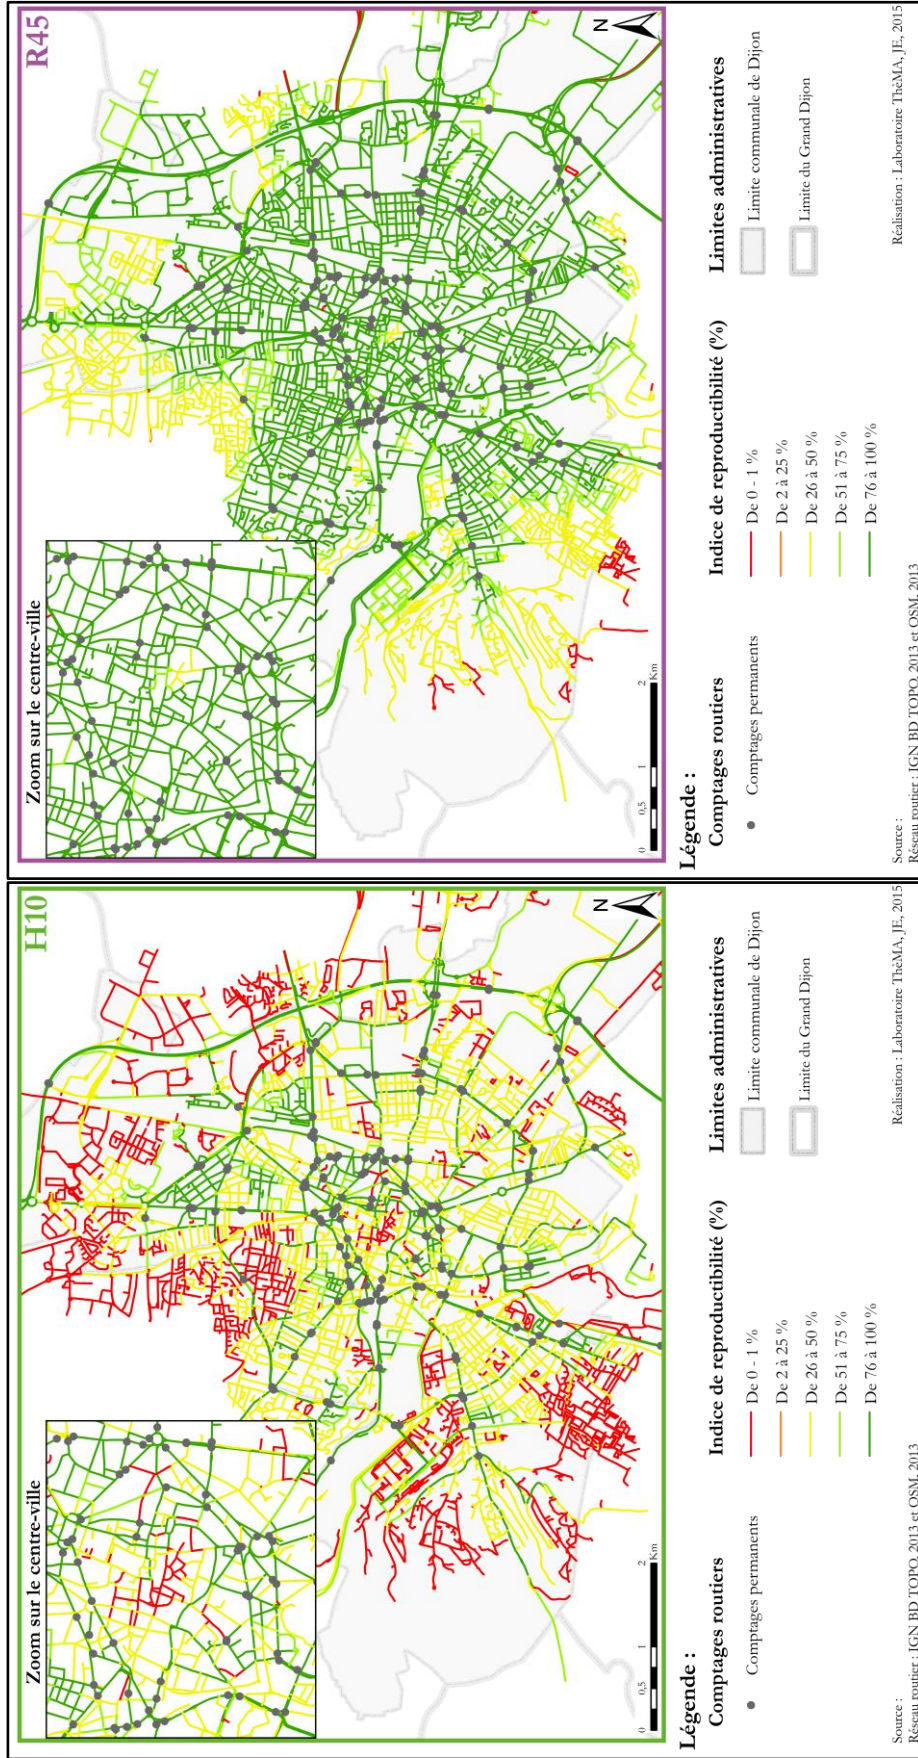 H10
Zoom sur le centre-ville
N
0 0,5 1 2
Km
Légende :
Comptages routiers
Comptages permanents
Indice de reproductibilité (%)
De 0 - 1 %
De 2 à 25 %
De 26 à 50 %
De 51 à 75 %
De 76 à 100 %
Limites administratives
Limite communale de Dijon
Limite du Grand Dijon
Source :
Réseau routier : IGN BD TOPO, 2013 et OSM, 2013
Réalisation : Laboratoire ThéMA, JE, 2015
R45
Zoom sur le centre-ville
N
0 0,5 1 2
Km
Légende :
Comptages routiers
Comptages permanents
Indice de reproductibilité (%)
De 0 - 1 %
De 2 à 25 %
De 26 à 50 %
De 51 à 75 %
De 76 à 100 %
Limites administratives
Limite communale de Dijon
Limite du Grand Dijon
Source :
Réseau routier : IGN BD TOPO, 2013 et OSM, 2013
Réalisation : Laboratoire ThéMA, JE, 2015